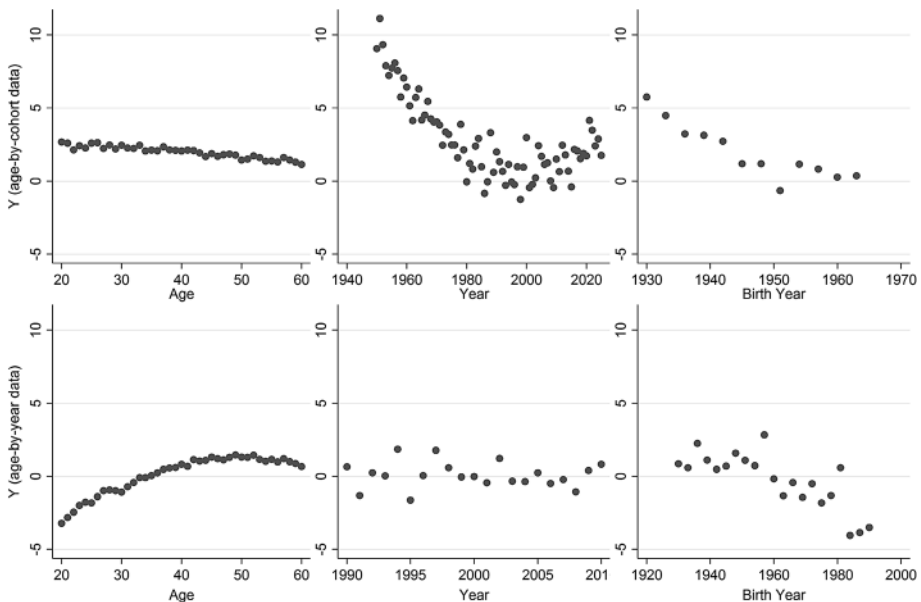 Y (age-by-cohort data)
-5 0 5 10
20 30 40 50 60
Age
-5 0 5 10
1940 1960 1980 2000 2020
Year
-5 0 5 10
1930 1940 1950 1960 1970
Birth Year
Y (age-by-year data)
-5 0 5 10
20 30 40 50 60
Age
-5 0 5 10
1990 1995 2000 2005 201
Year
-5 0 5 10
1920 1940 1960 1980 2000
Birth Year